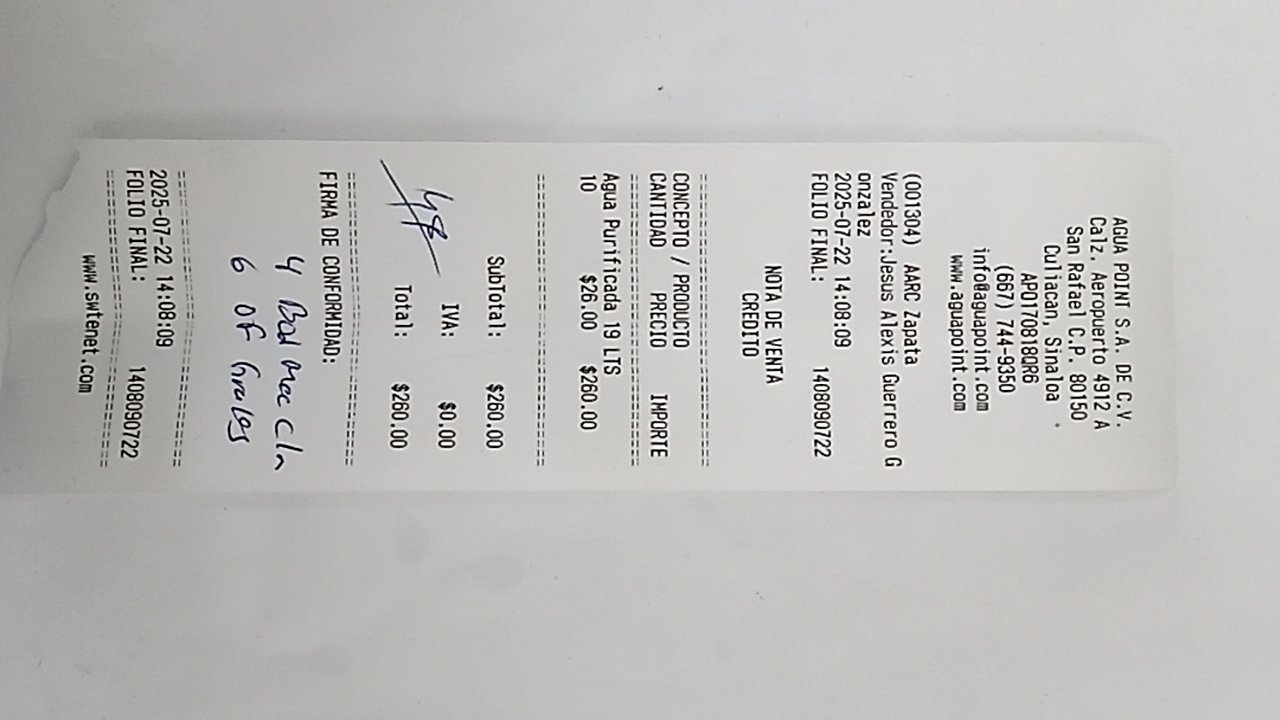 AGUA POINT S.A. DE C.V.
Calz. Aeropuerto 4912 A
San Rafael C.P. 80150
Culiacan, Sinaloa
APO170818QR6
(667) 744-9350
info@aguapoint.com
www.aguapoint.com
(001304) AARC Zapata
Vendedor:Jesus Alexis Guerrero G
onzalez
2025-07-22 14:08:09
FOLIO FINAL: 1408090722
NOTA DE VENTA
CREDITO
CONCEPTO / PRODUCTO
CANTIDAD PRECIO IMPORTE
Agua Purificada 19 LTS
10 $26.00 $260.00
SubTotal: $260.00
IVA: $0.00
Total: $260.00
FIRMA DE CONFORMIDAD:
4
6 of Grales
2025-07-22 14:08:09
FOLIO FINAL: 1408090722
www.swtenet.com